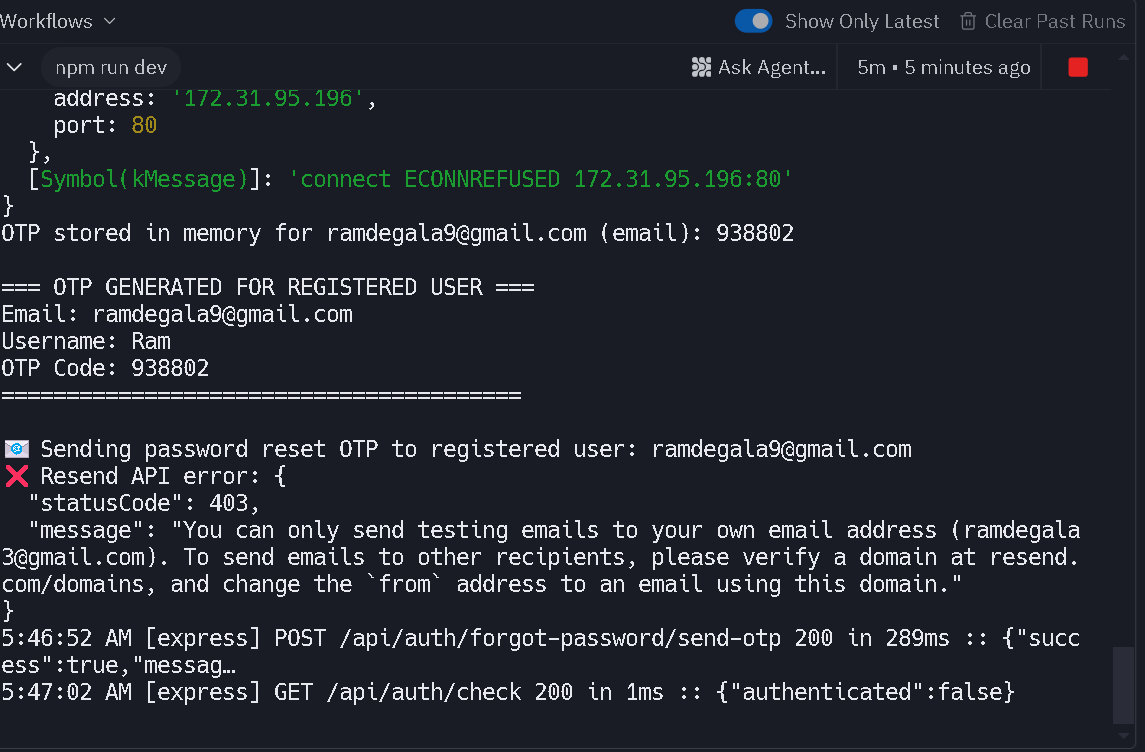 Workflows
Show Only Latest
Clear Past Runs
npm run dev
Ask Agent...
5m • 5 minutes ago
address: '172.31.95.196',
port: 80
},
[Symbol(kMessage)]: 'connect ECONNREFUSED 172.31.95.196:80'
}
OTP stored in memory for ramdegala9@gmail.com (email): 938802
=== OTP GENERATED FOR REGISTERED USER ===
Email: ramdegala9@gmail.com
Username: Ram
OTP Code: 938802
========================================
📧 Sending password reset OTP to registered user: ramdegala9@gmail.com
❌ Resend API error: {
"statusCode": 403,
"message": "You can only send testing emails to your own email address (ramdegala
3@gmail.com). To send emails to other recipients, please verify a domain at resend.
com/domains, and change the `from` address to an email using this domain."
}
5:46:52 AM [express] POST /api/auth/forgot-password/send-otp 200 in 289ms :: {"succ
ess":true,"messag…
5:47:02 AM [express] GET /api/auth/check 200 in 1ms :: {"authenticated":false}